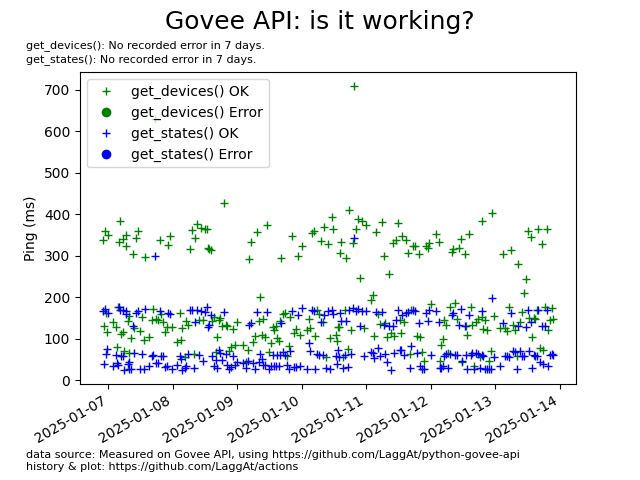 Govee API: is it working?
get_devices(): No recorded error in 7 days.
get_states(): No recorded error in 7 days.
get_devices() OK
get_devices() Error
get_states() OK
get_states() Error
Ping (ms)
700
600
500
400
300
200
100
0
2025-01-07
2025-01-08
2025-01-09
2025-01-10
2025-01-11
2025-01-12
2025-01-13
2025-01-14
data source: Measured on Govee API, using https://github.com/LaggAt/python-govee-api
history & plot: https://github.com/LaggAt/actions